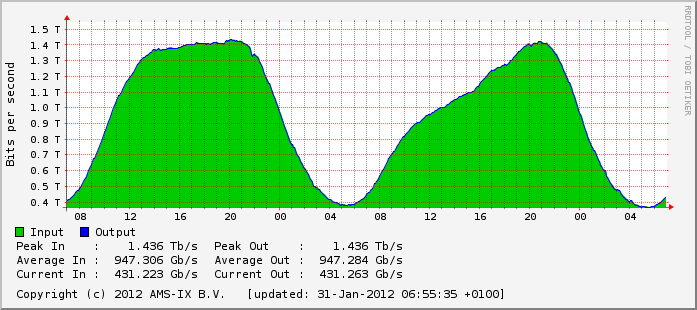 RRDTOOL / TOBI OETIKER
Bits per second
1.5 T
1.4 T
1.3 T
1.2 T
1.1 T
1.0 T
0.9 T
0.8 T
0.7 T
0.6 T
0.5 T
0.4 T
08 12 16 20 00 04 08 12 16 20 00 04
Input Output
Peak In : 1.436 Tb/s Peak Out : 1.436 Tb/s
Average In : 947.306 Gb/s Average Out : 947.284 Gb/s
Current In : 431.223 Gb/s Current Out : 431.263 Gb/s
Copyright (c) 2012 AMS-IX B.V. [updated: 31-Jan-2012 06:55:35 +0100]